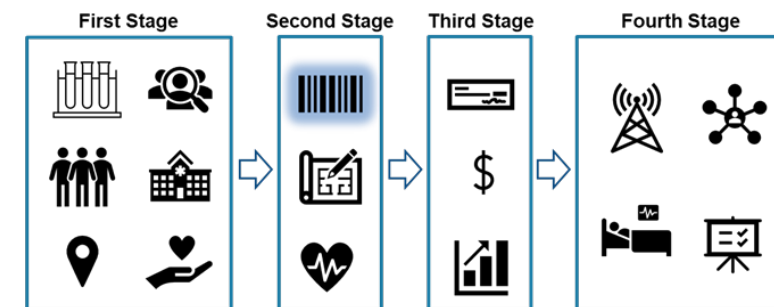 First Stage
Second Stage
Third Stage
Fourth Stage
$